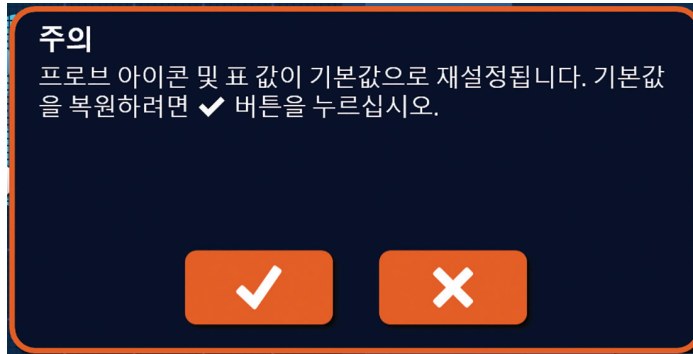 주의
프로브 아이콘 및 표 값이 기본값으로 재설정됩니다. 기본값
을 복원하려면 ✔ 버튼을 누르십시오.